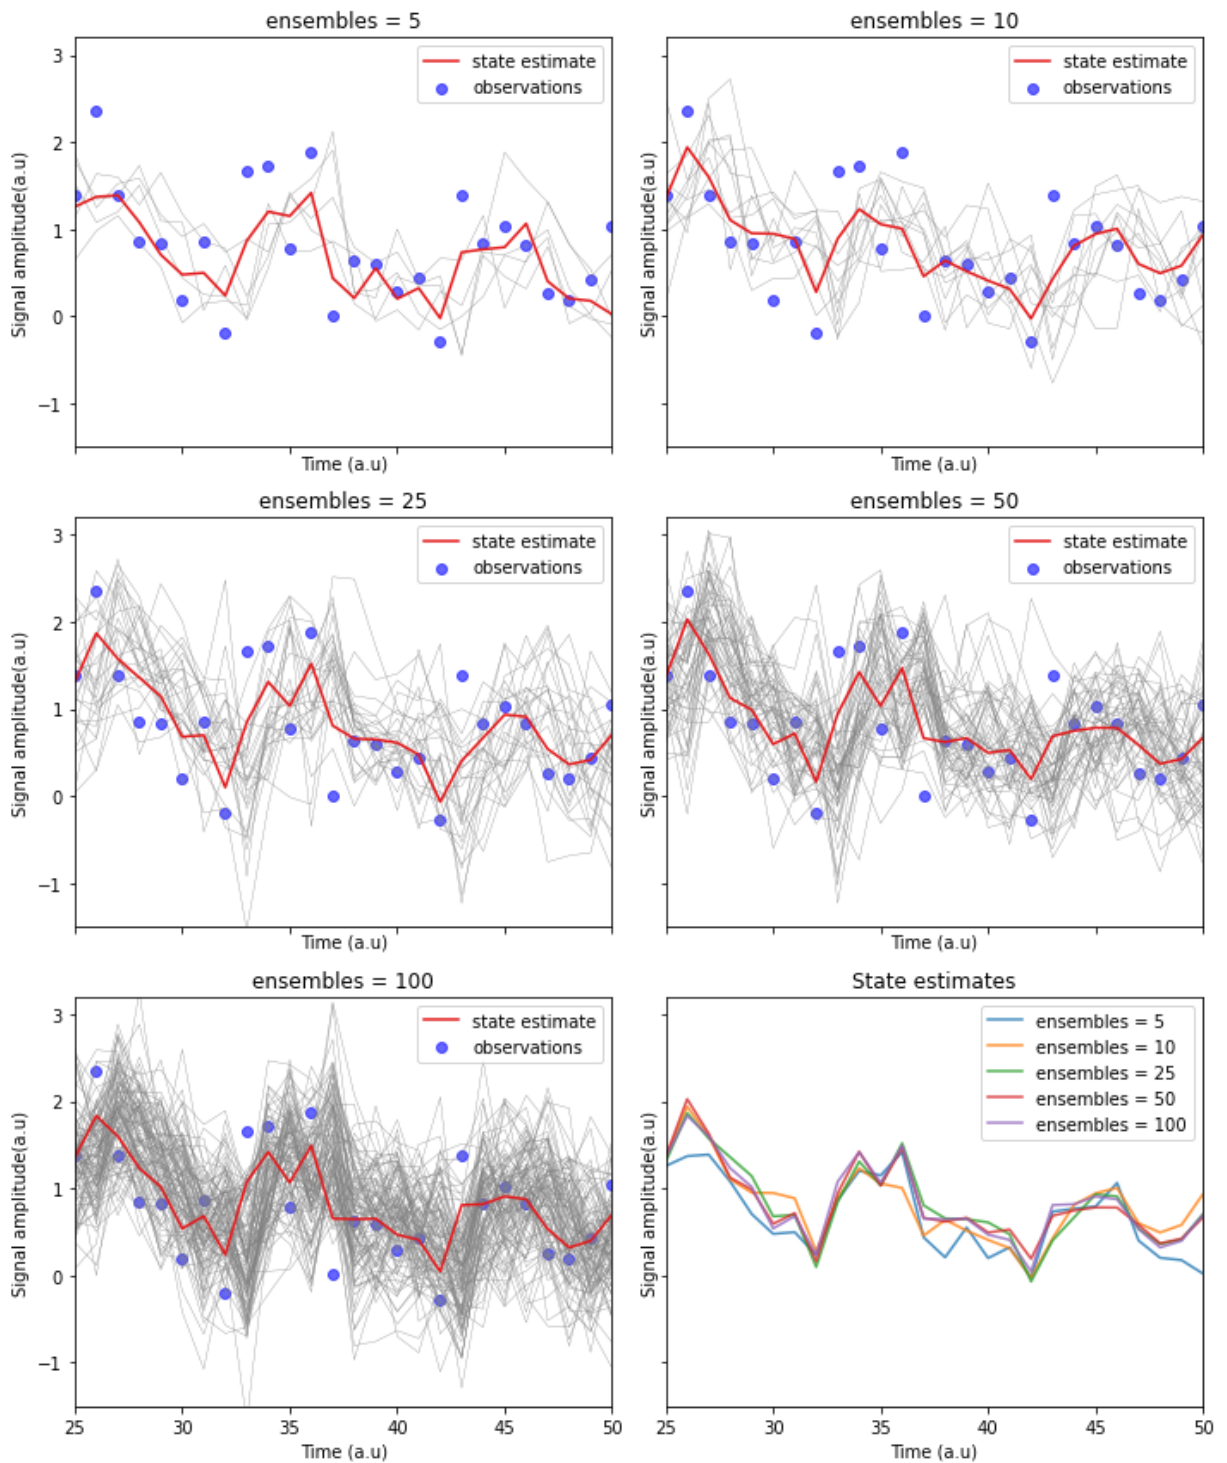 ensembles = 5
ensembles = 10
3
2
1
0
−1
Signal amplitude(a.u)
state estimate
observations
Time (a.u)
Signal amplitude(a.u
state estimate
observations
Time (a.u)
ensembles = 25
ensembles = 50
3
2
1
0
−1
Signal amplitude(a.u)
state estimate
observations
Time (a.u)
Signal amplitude(a.u
state estimate
observations
Time (a.u)
ensembles = 100
State estimates
3
2
1
0
−1
Signal amplitude(a.u)
state estimate
observations
25 30 35 40 45 50
Time (a.u)
Signal amplitude(a.u
ensembles = 5
ensembles = 10
ensembles = 25
ensembles = 50
ensembles = 100
25 30 35 40 45 50
Time (a.u)